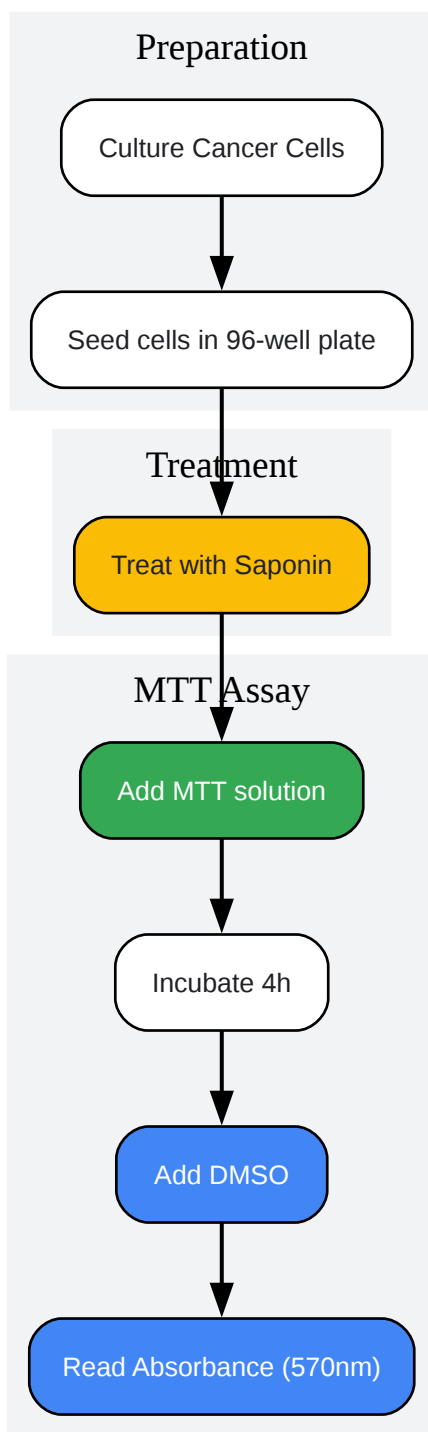 Preparation
Culture Cancer Cells
Seed cells in 96-well plate
Treatment
Treat with Saponin
MTT Assay
Add MTT solution
Incubate 4h
Add DMSO
Read Absorbance (570nm)